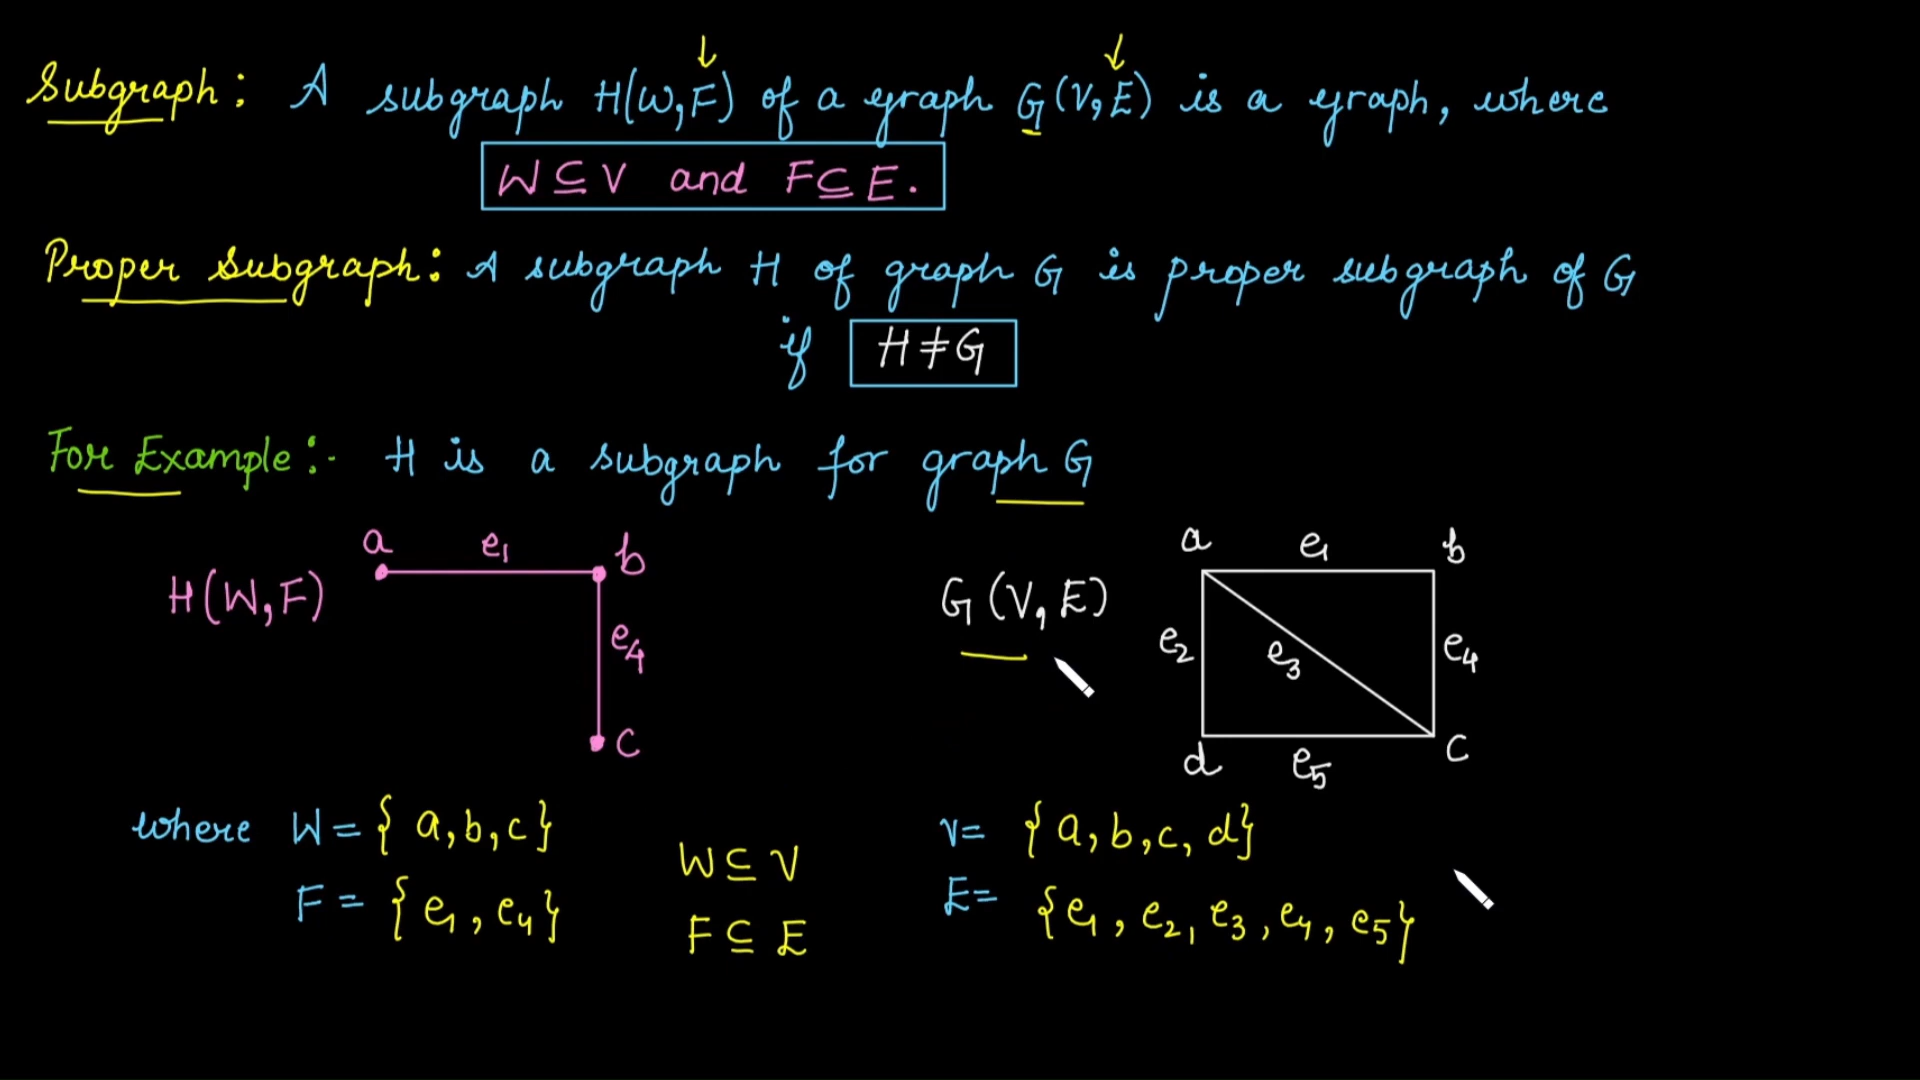 Subgraph: A subgraph H(W,F) of a graph G(V,E) is a graph, where
W⊆V and F⊆E.
Proper Subgraph: A subgraph H of graph G is proper subgraph of G
if H≠G
For Example:- H is a subgraph for graph G
a e₁ b
H(W,F)
e₄
c
a e₁ b
G(V,E)
e₂ e₃ e₄
d e₅ c
where W={a,b,c}
F={e₁,e₄}
W⊆V
F⊆E
V={a,b,c,d}
E={e₁,e₂,e₃,e₄,e₅}